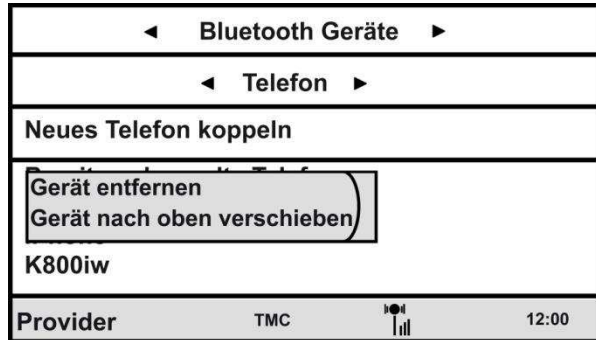 ◄ Bluetooth Geräte ►
◄ Telefon ►
Neues Telefon koppeln
Gerät entfernen
Gerät nach oben verschieben
K800iw
Provider TMC 12:00